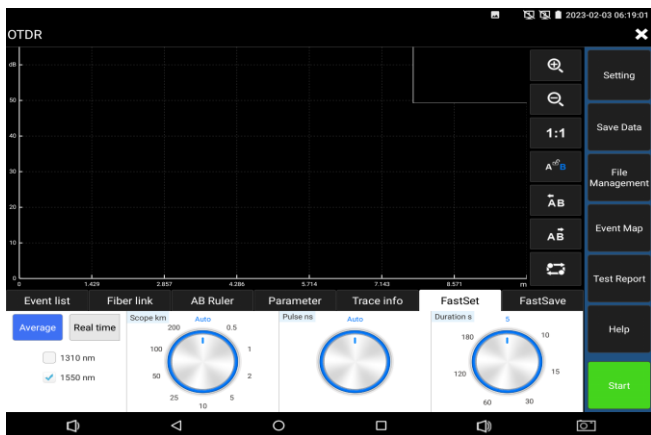 2023-02-03 06:19:01
OTDR
dB
50
40
30
20
10
0
1.429
2.857
4.286
5.714
7.143
8.571
m
1:1
A B
AB
AB
Setting
Save Data
File
Management
Event Map
Test Report
Help
Start
Event list
Fiber link
AB Ruler
Parameter
Trace info
FastSet
FastSave
Average
Real time
1310 nm
1550 nm
Scope km
Auto
0.5
1
2
5
10
25
50
100
200
Pulse ns
Auto
Duration s
5
10
15
30
60
120
180